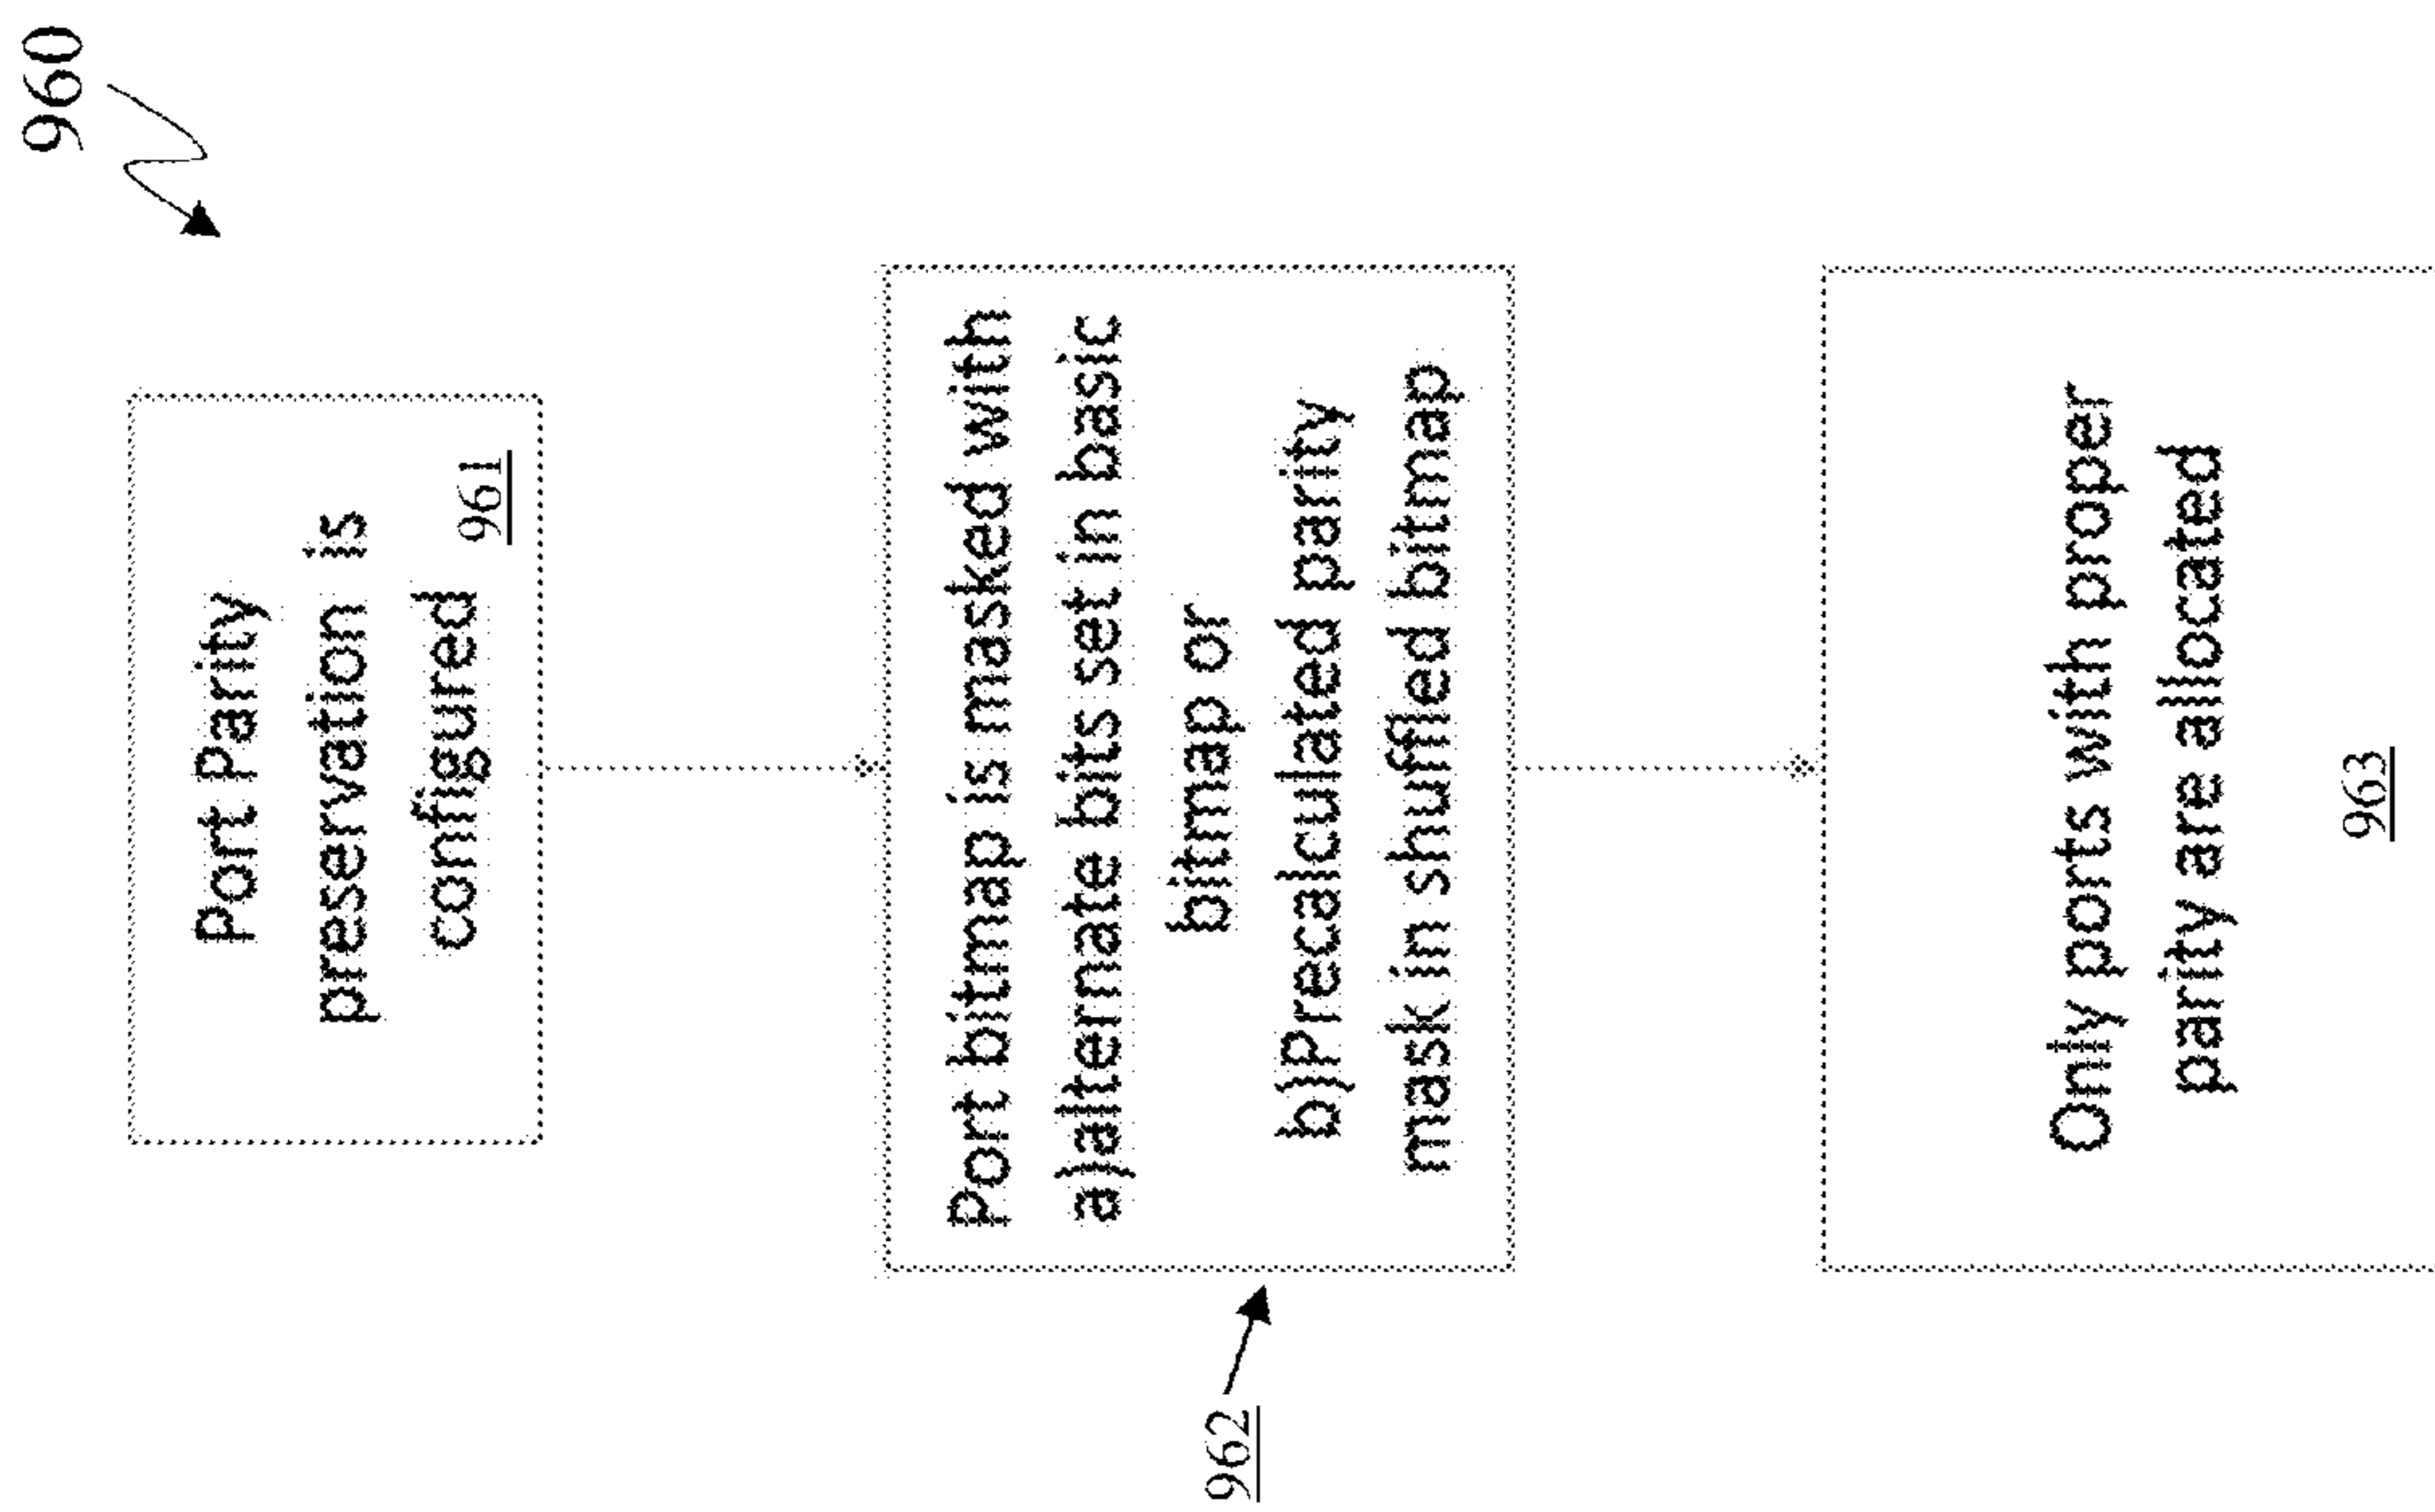 960
Port Parity
preservation is
configured
961
Port bitmap is masked with
a)alternate bits set in basic
bitmap or
b)Precalculated parity
mask in shuffled bitmap
962
Only ports with proper
parity are allocated
963